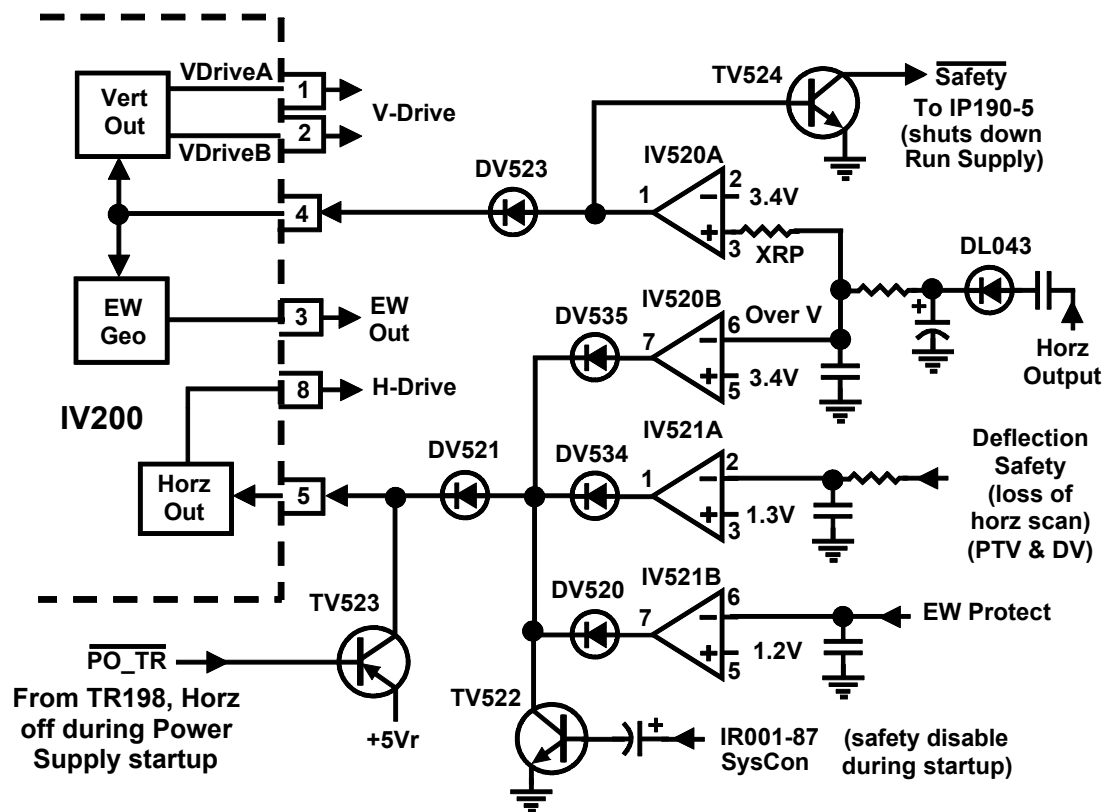 VDriveA
Vert
Out
1
V-Drive
2
VDriveB
TV524
Safety
To IP190-5
(shuts down
Run Supply)
DV523
IV520A
1
2
3.4V
4
+
3
XRP
DL043
EW
Geo
3
EW
Out
DV535
IV520B
Over V
7
6
+
Horz
Output
3.4V
+
5
8
H-Drive
IV200
DV521
DV534
IV521A
Deflection
Safety
(loss of
horz scan)
(PTV & DV)
Horz
Out
5
1
2
1.3V
+
3
TV523
DV520
IV521B
7
6
EW Protect
1.2V
+
5
PO_TR
From TR198, Horz
off during Power
Supply startup
+5Vr
TV522
+
IR001-87
SysCon
(safety disable
during startup)